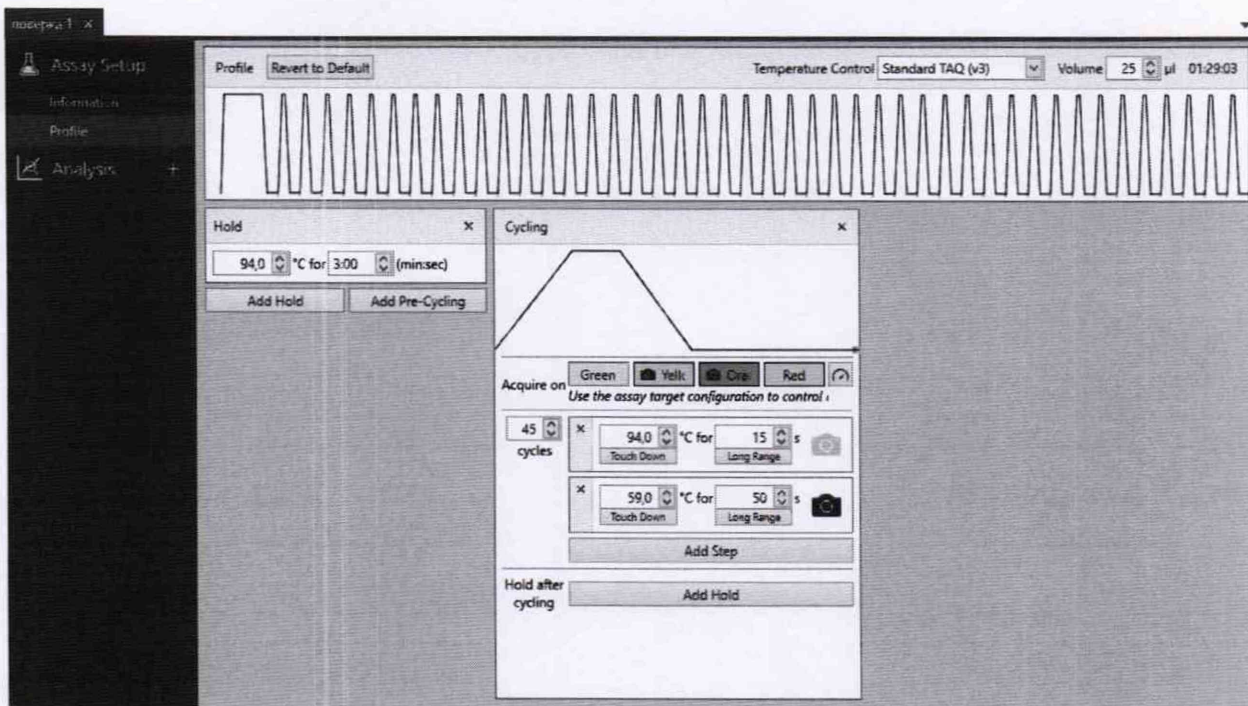 Assay Setup
Information
Profile
Analysis +
Profile Revert to Default Temperature Control Standard TAQ (v3) Volume 25 µl 01:29:03
Hold ×
94,0 °C for 3:00 (min:sec)
Add Hold Add Pre-Cycling
Cycling ×
Acquire on Green Yello Ora Red
Use the assay target configuration to control
45 cycles
× 94,0 °C for 15 s
Touch Down Long Range
× 59,0 °C for 50 s
Touch Down Long Range
Add Step
Hold after cycling Add Hold